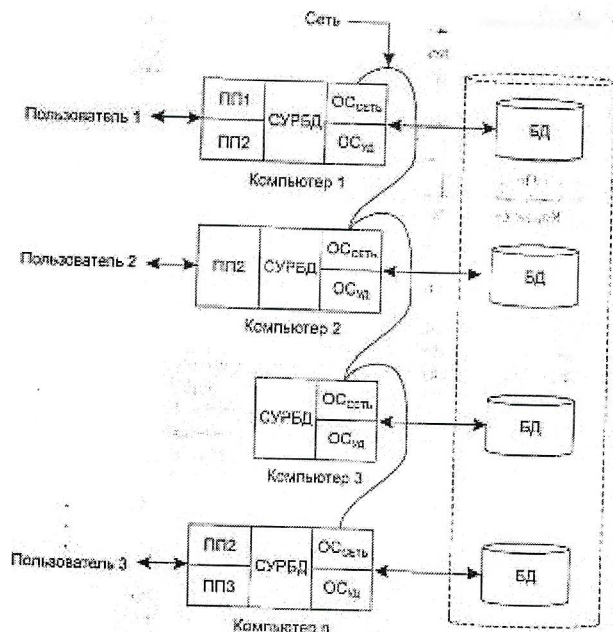 Сеть
Пользователь 1
ПП1
ПП2
СУРБД
ОСсеть
ОСуд
БД
Компьютер 1
Пользователь 2
ПП2
СУРБД
ОСсеть
ОСуд
БД
Компьютер 2
СУРБД
ОСсеть
ОСуд
БД
Компьютер 3
Пользователь 3
ПП2
ПП3
СУРБД
ОСсеть
ОСуд
БД
Компьютер n